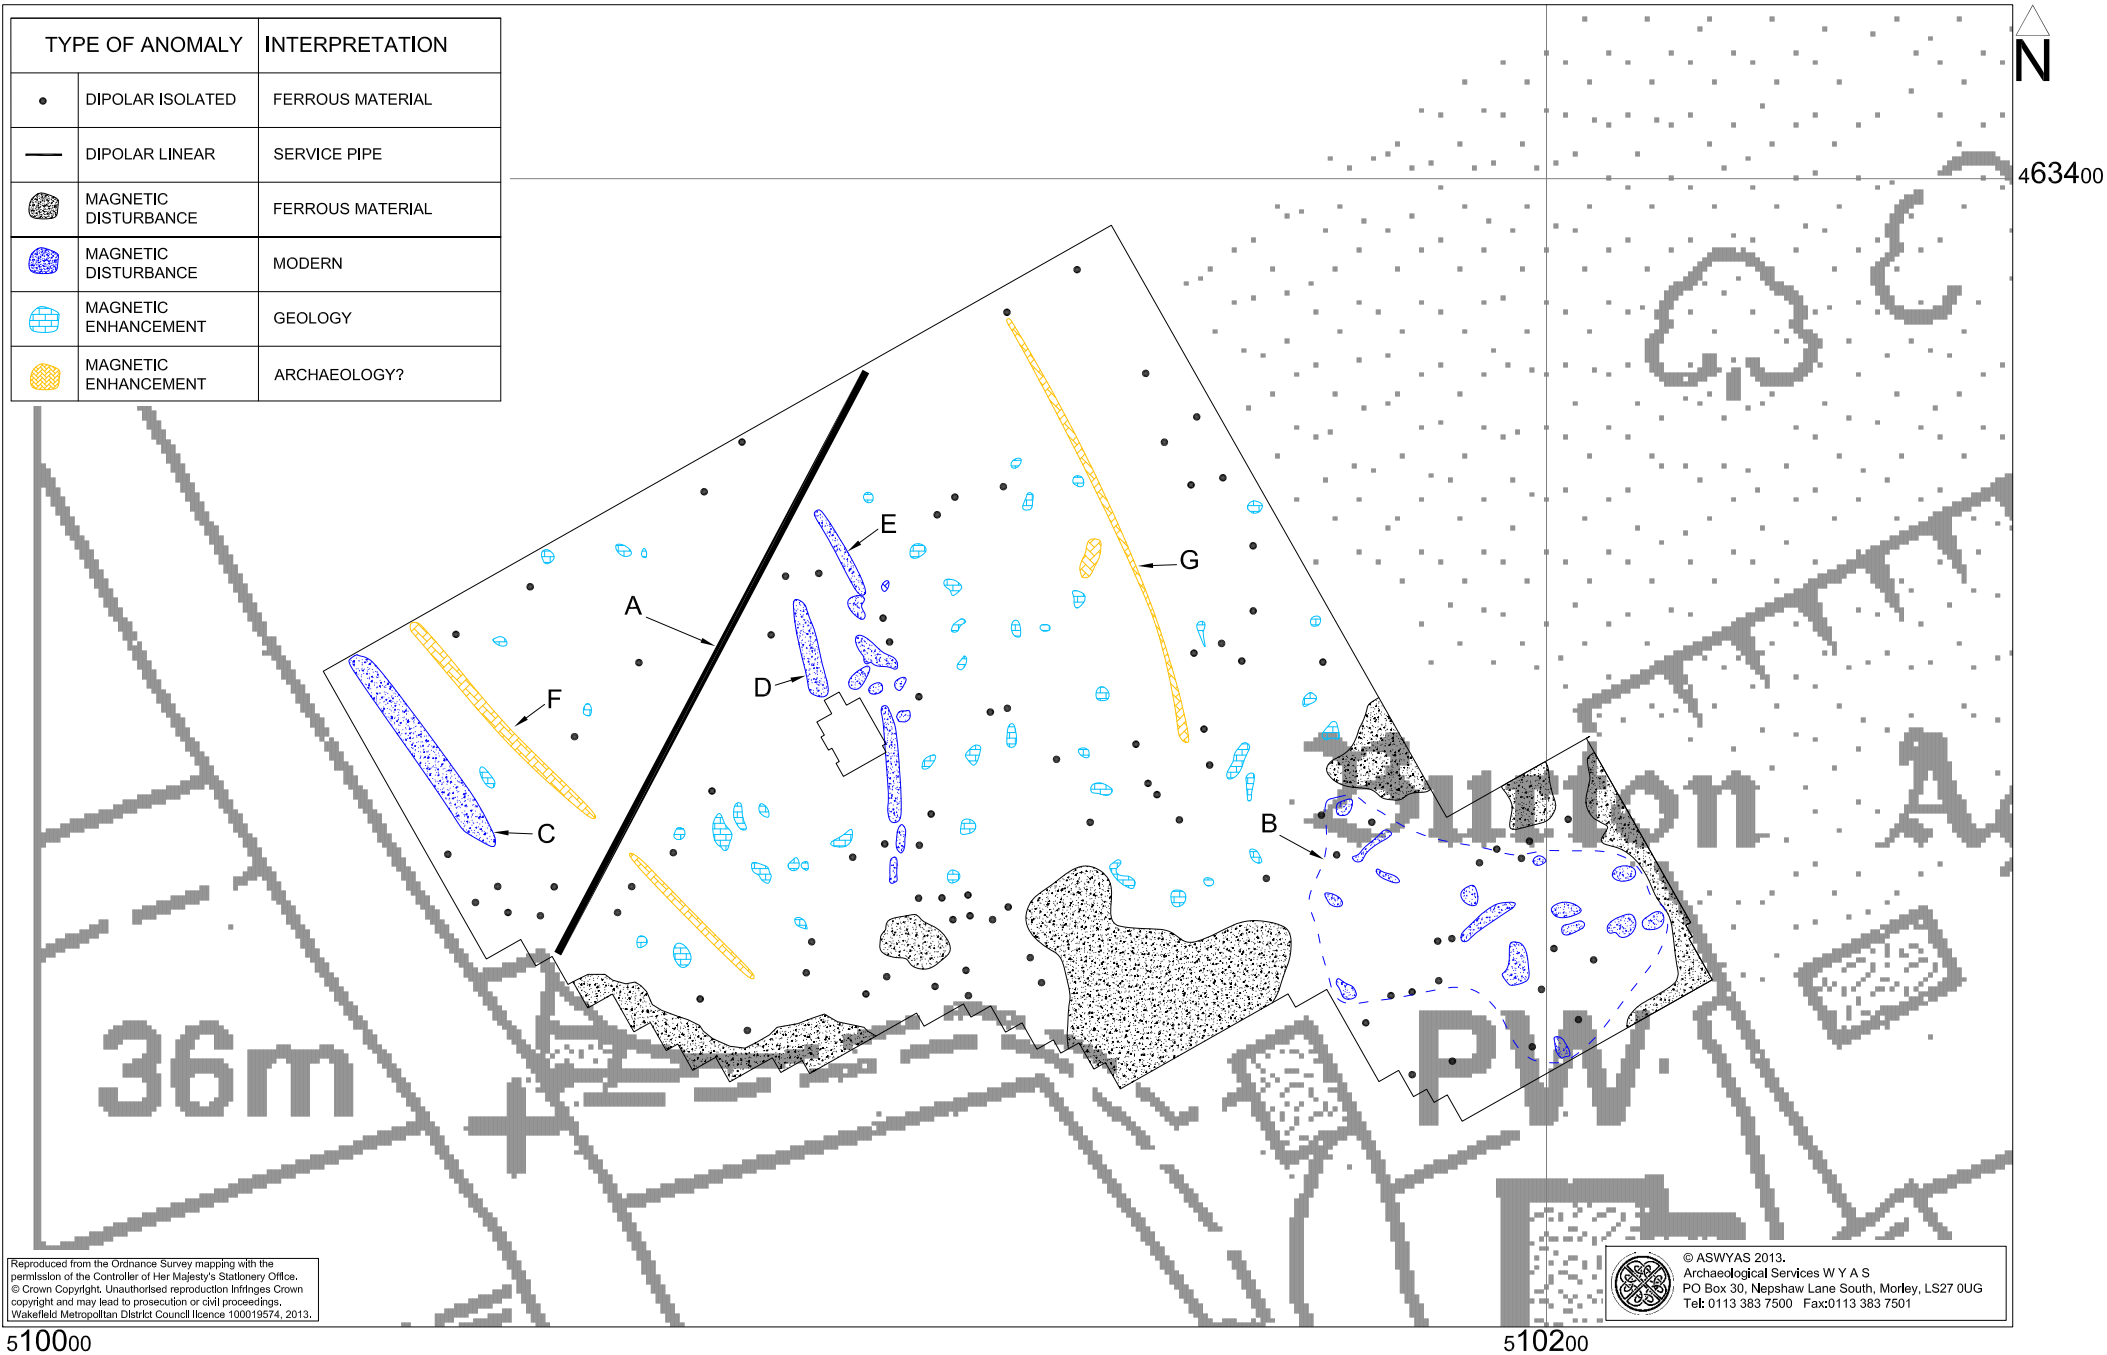 TYPE OF ANOMALY INTERPRETATION
DIPOLAR ISOLATED FERROUS MATERIAL
DIPOLAR LINEAR SERVICE PIPE
MAGNETIC
DISTURBANCE
FERROUS MATERIAL
MAGNETIC
DISTURBANCE
MODERN
MAGNETIC
ENHANCEMENT
GEOLOGY
MAGNETIC
ENHANCEMENT
ARCHAEOLOGY?
N
463400
E
G
A
F
D
C
B
36m
PW
Reproduced from the Ordnance Survey mapping with the
permission of the Controller of Her Majesty's Stationery Office.
© Crown Copyright. Unauthorised reproduction infringes Crown
copyright and may lead to prosecution or civil proceedings.
Wakefield Metropolitan District Council licence 100019574, 2013.
© ASWYAS 2013.
Archaeological Services W Y A S
PO Box 30, Nepshaw Lane South, Morley, LS27 0UG
Tel: 0113 383 7500 Fax:0113 383 7501
510000
510200